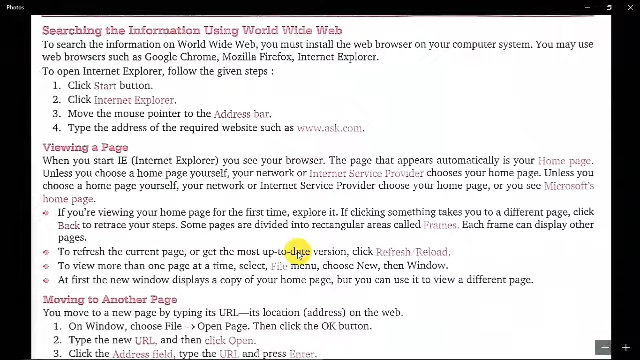 Photos
Searching the Information Using World Wide Web
To search the information on World Wide Web, you must install the web browser on your computer system. You may use
web browsers such as Google Chrome, Mozilla Firefox, Internet Explorer.
To open Internet Explorer, follow the given steps :
1. Click Start button.
2. Click Internet Explorer.
3. Move the mouse pointer to the Address bar.
4. Type the address of the required website such as www.ask.com.
Viewing a Page
When you start IE (Internet Explorer) you see your browser. The page that appears automatically is your Home page.
Unless you choose a home page yourself, your network or Internet Service Provider chooses your home page. Unless you
choose a home page yourself, your network or Internet Service Provider choose your home page, or you see Microsoft's
home page.
If you're viewing your home page for the first time, explore it. If clicking something takes you to a different page, click
Back to retrace your steps. Some pages are divided into rectangular areas called Frames. Each frame can display other
pages.
To refresh the current page, or get the most up-to-date version, click Refresh/Reload.
To view more than one page at a time, select, File menu, choose New, then Window.
At first the new window displays a copy of your home page, but you can use it to view a different page.
Moving to Another Page
You move to a new page by typing its URL—its location (address) on the web.
1. On Window, choose File → Open Page. Then click the OK button.
2. Type the new URL, and then click Open.
3. Click the Address field, type the URL and press Enter.